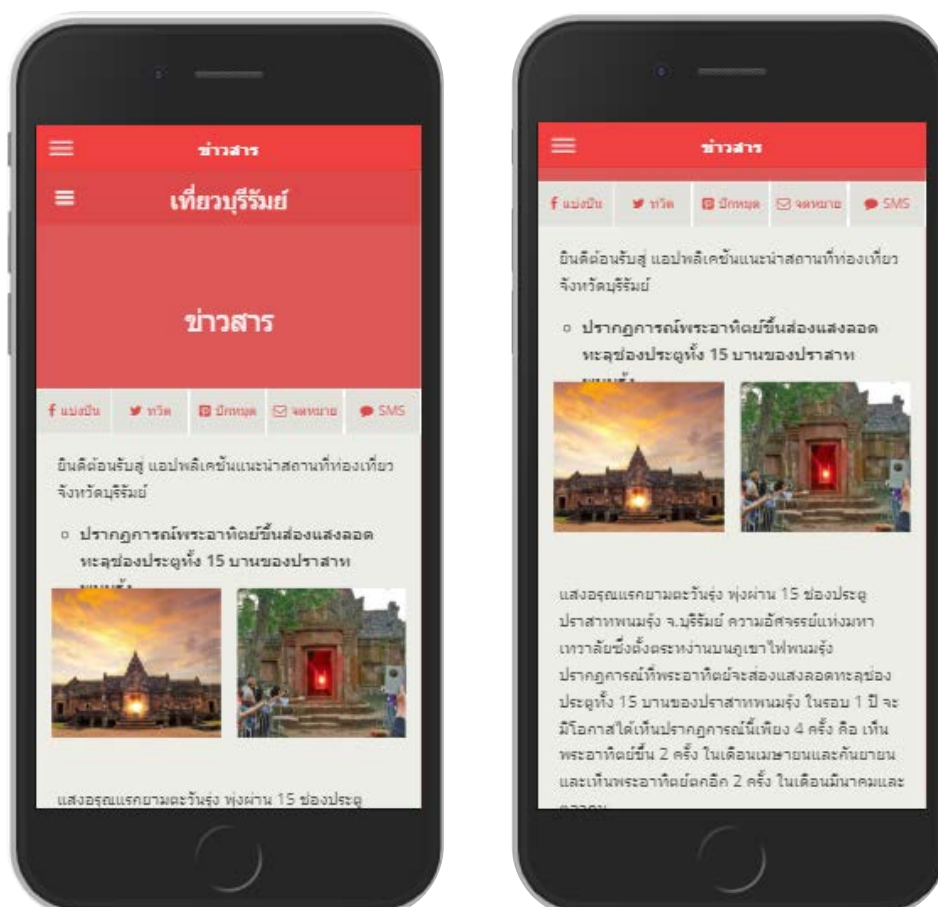 ข่าวสาร
เที่ยวบุรีรัมย์
ข่าวสาร
แบ่งปัน ทวีต ปักหมุด จดหมาย SMS
ยินดีต้อนรับสู่ แอปพลิเคชันแนะนำสถานที่ท่องเที่ยว
จังหวัดบุรีรัมย์
ปรากฏการณ์พระอาทิตย์ขึ้นส่องแสงลอด
ทะลุช่องประตูทั้ง 15 บานของปราสาท
แสงอรุณแรกยามตะวันรุ่ง พุ่งผ่าน 15 ช่องประตู
ข่าวสาร
แบ่งปัน ทวีต ปักหมุด จดหมาย SMS
ยินดีต้อนรับสู่ แอปพลิเคชันแนะนำสถานที่ท่องเที่ยว
จังหวัดบุรีรัมย์
ปรากฏการณ์พระอาทิตย์ขึ้นส่องแสงลอด
ทะลุช่องประตูทั้ง 15 บานของปราสาท
แสงอรุณแรกยามตะวันรุ่ง พุ่งผ่าน 15 ช่องประตู
ปราสาทพนมรุ้ง จ.บุรีรัมย์ ความอัศจรรย์แห่งมหา
เทวาลัยซึ่งตั้งตระหง่านบนภูเขาไฟพนมรุ้ง
ปรากฏการณ์ที่พระอาทิตย์จะส่องแสงลอดทะลุช่อง
ประตูทั้ง 15 บานของปราสาทพนมรุ้ง ในรอบ 1 ปี จะ
มีโอกาสได้เห็นปรากฏการณ์นี้เพียง 4 ครั้ง คือ เห็น
พระอาทิตย์ขึ้น 2 ครั้ง ในเดือนเมษายนและกันยายน
และเห็นพระอาทิตย์ตกอีก 2 ครั้ง ในเดือนมีนาคมและ